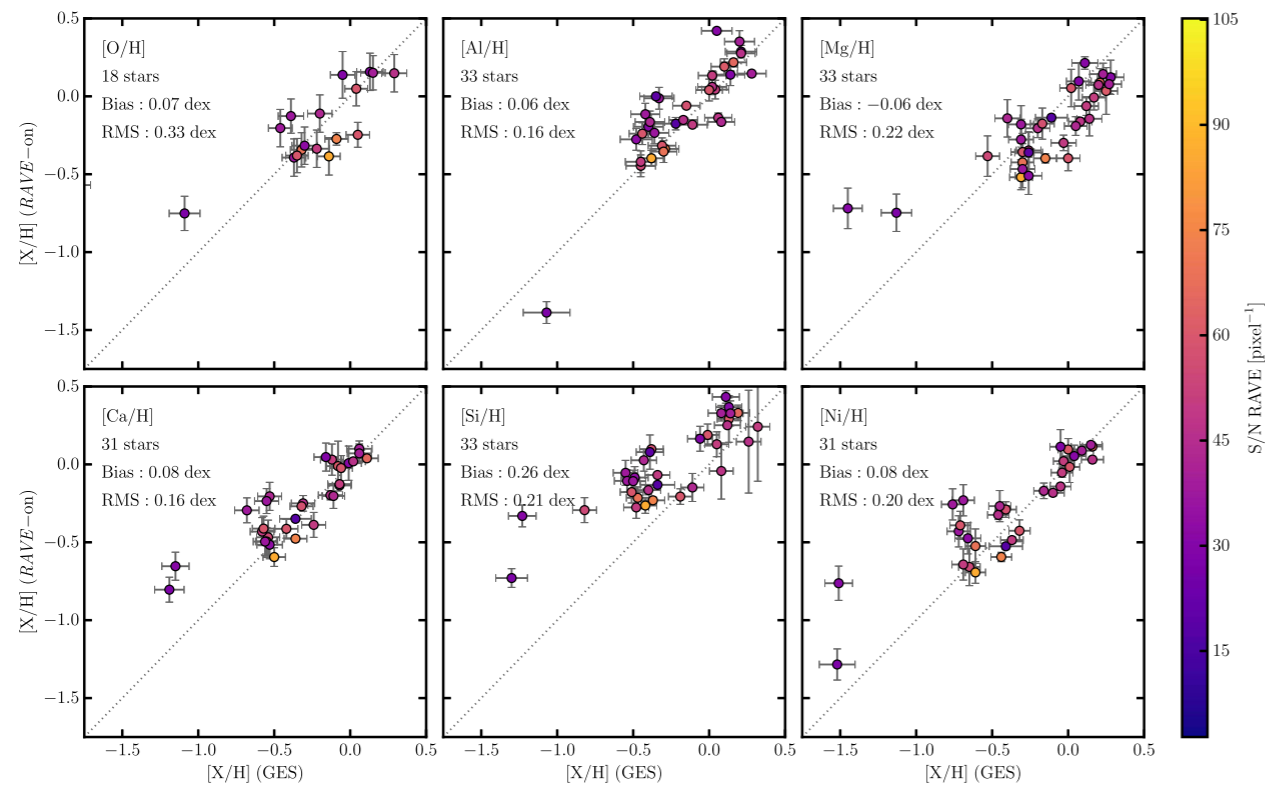 [O/H]
18 stars
Bias : 0.07 dex
RMS : 0.33 dex
[Al/H]
33 stars
Bias : 0.06 dex
RMS : 0.16 dex
[Mg/H]
33 stars
Bias : −0.06 dex
RMS : 0.22 dex
0.5
0.0
−0.5
−1.0
−1.5
[X/H] (RAVE−on)
[Ca/H]
31 stars
Bias : 0.08 dex
RMS : 0.16 dex
[Si/H]
33 stars
Bias : 0.26 dex
RMS : 0.21 dex
[Ni/H]
31 stars
Bias : 0.08 dex
RMS : 0.20 dex
0.5
0.0
−0.5
−1.0
−1.5
[X/H] (RAVE−on)
−1.5 −1.0 −0.5 0.0 0.5
−1.5 −1.0 −0.5 0.0 0.5
−1.5 −1.0 −0.5 0.0 0.5
[X/H] (GES)
[X/H] (GES)
[X/H] (GES)
105
90
75
60
45
30
15
S/N RAVE [pixel⁻¹]